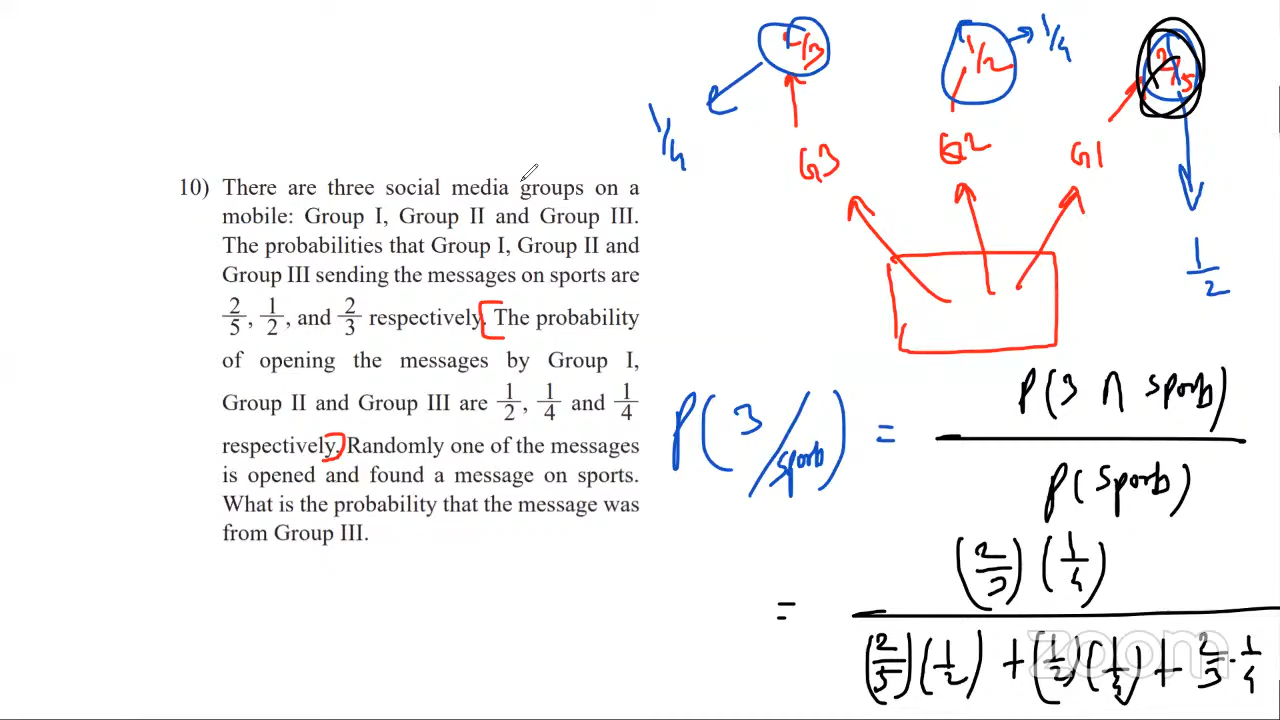 2/3
1/2
1/4
2/5
1/4
G3
G2
G1
1/2
10) There are three social media groups on a
mobile: Group I, Group II and Group III.
The probabilities that Group I, Group II and
Group III sending the messages on sports are
2/5, 1/2, and 2/3 respectively. [The probability
of opening the messages by Group I,
Group II and Group III are 1/2, 1/4 and 1/4
respectively.] Randomly one of the messages
is opened and found a message on sports.
What is the probability that the message was
from Group III.
P(3/sports) = P(3 ∩ sports)
P(sports)
= (2/3)(1/4)
(2/5)(1/2) + (1/2)(1/4) + 2/3 · 1/4
zoom